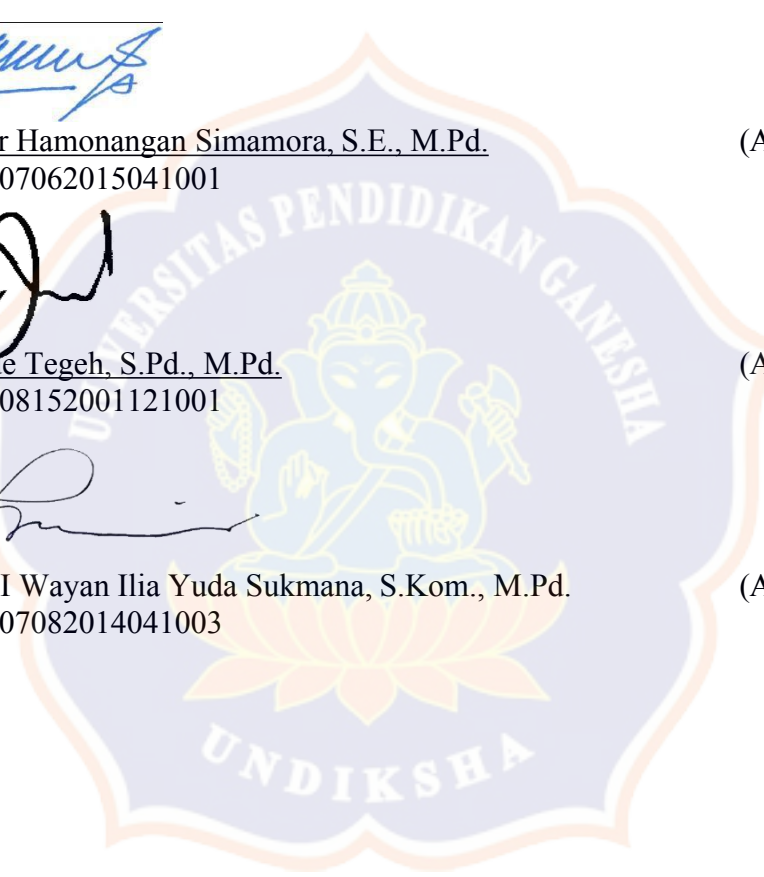 r Hamonangan Simamora, S.E., M.Pd. (A
07062015041001
e Tegeh, S.Pd., M.Pd. (A
08152001121001
I Wayan Ilia Yuda Sukmana, S.Kom., M.Pd. (A
07082014041003
UNIVERSITAS PENDIDIKAN GANESHA
UNDIKSHA